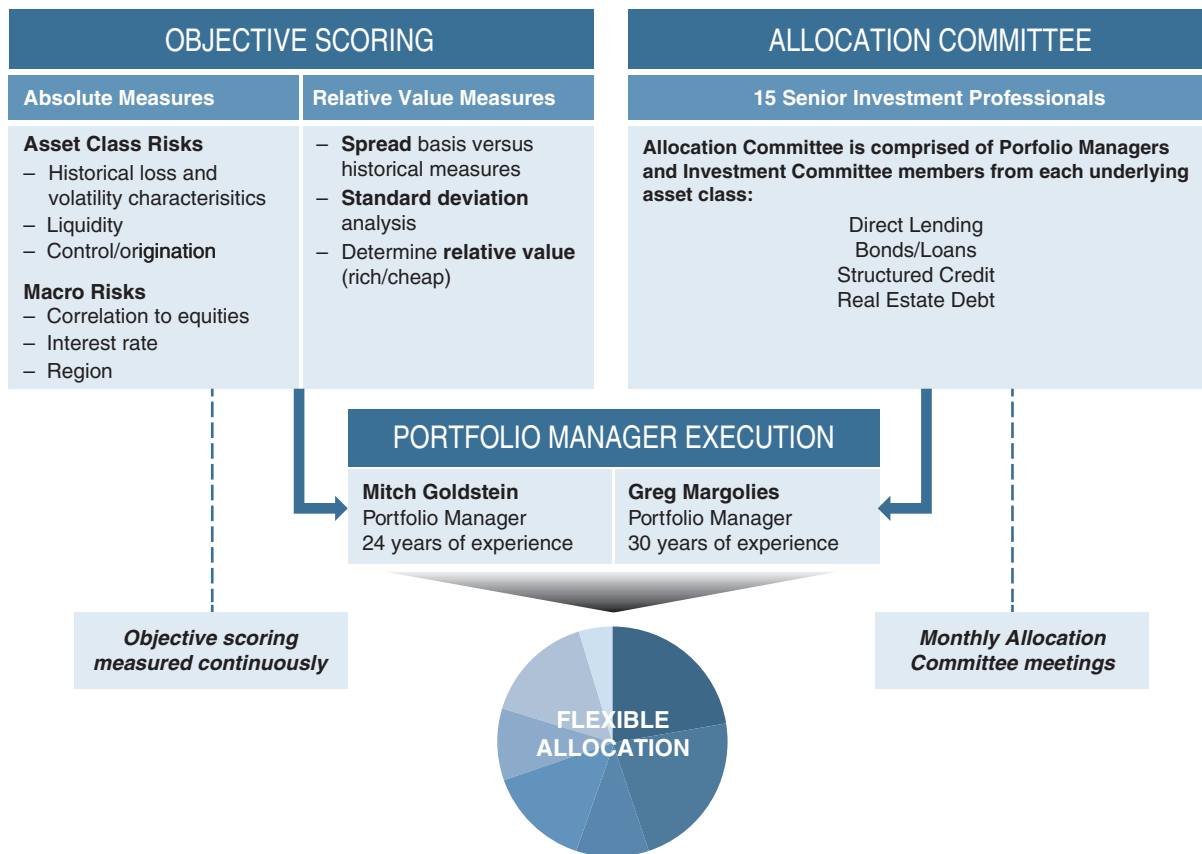 OBJECTIVE SCORING
Absolute Measures
Asset Class Risks
– Historical loss and
volatility characterisitics
– Liquidity
– Control/origination
Macro Risks
– Correlation to equities
– Interest rate
– Region
Relative Value Measures
– Spread basis versus
historical measures
– Standard deviation
analysis
– Determine relative value
(rich/cheap)
ALLOCATION COMMITTEE
15 Senior Investment Professionals
Allocation Committee is comprised of Porfolio Managers
and Investment Committee members from each underlying
asset class:
Direct Lending
Bonds/Loans
Structured Credit
Real Estate Debt
PORTFOLIO MANAGER EXECUTION
Mitch Goldstein
Portfolio Manager
24 years of experience
Greg Margolies
Portfolio Manager
30 years of experience
Objective scoring
measured continuously
Monthly Allocation
Committee meetings
FLEXIBLE
ALLOCATION